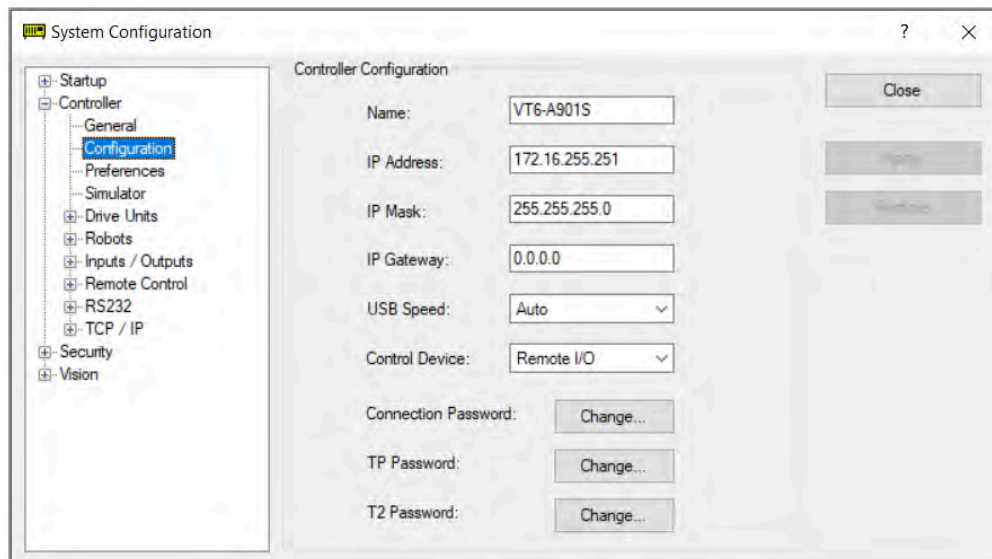 System Configuration
?
Startup
Controller
General
Configuration
Preferences
Simulator
Drive Units
Robots
Inputs / Outputs
Remote Control
RS232
TCP / IP
Security
Vision
Controller Configuration
Name: VT6-A901S
IP Address: 172.16.255.251
IP Mask: 255.255.255.0
IP Gateway: 0.0.0.0
USB Speed: Auto
Control Device: Remote I/O
Connection Password: Change...
TP Password: Change...
T2 Password: Change...
Close